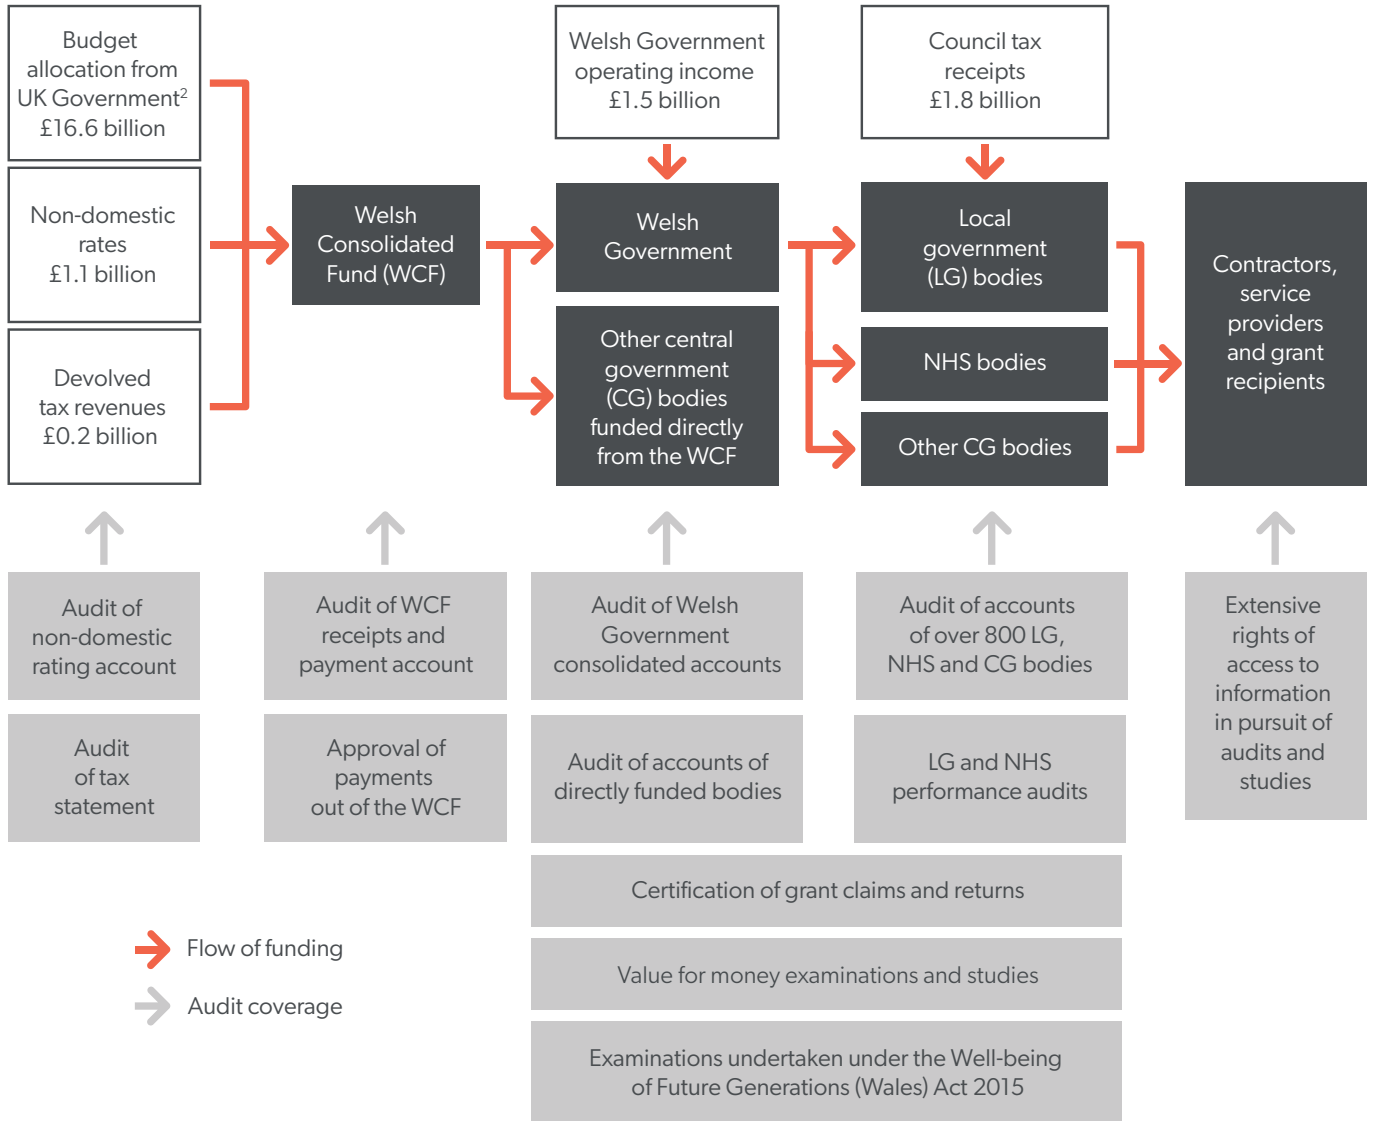 Budget
allocation from
UK Government²
£16.6 billion
Non-domestic
rates
£1.1 billion
Devolved
tax revenues
£0.2 billion
Welsh
Consolidated
Fund (WCF)
Welsh Government
operating income
£1.5 billion
Welsh
Government
Other central
government
(CG) bodies
funded directly
from the WCF
Council tax
receipts
£1.8 billion
Local
government
(LG) bodies
NHS bodies
Other CG bodies
Contractors,
service
providers
and grant
recipients
Audit of
non-domestic
rating account
Audit
of tax
statement
Audit of WCF
receipts and
payment account
Approval of
payments
out of the WCF
Audit of Welsh
Government
consolidated accounts
Audit of accounts of
directly funded bodies
Audit of accounts
of over 800 LG,
NHS and CG bodies
LG and NHS
performance audits
Extensive
rights of
access to
information
in pursuit of
audits and
studies
Certification of grant claims and returns
Value for money examinations and studies
Examinations undertaken under the Well-being
of Future Generations (Wales) Act 2015
Flow of funding
Audit coverage